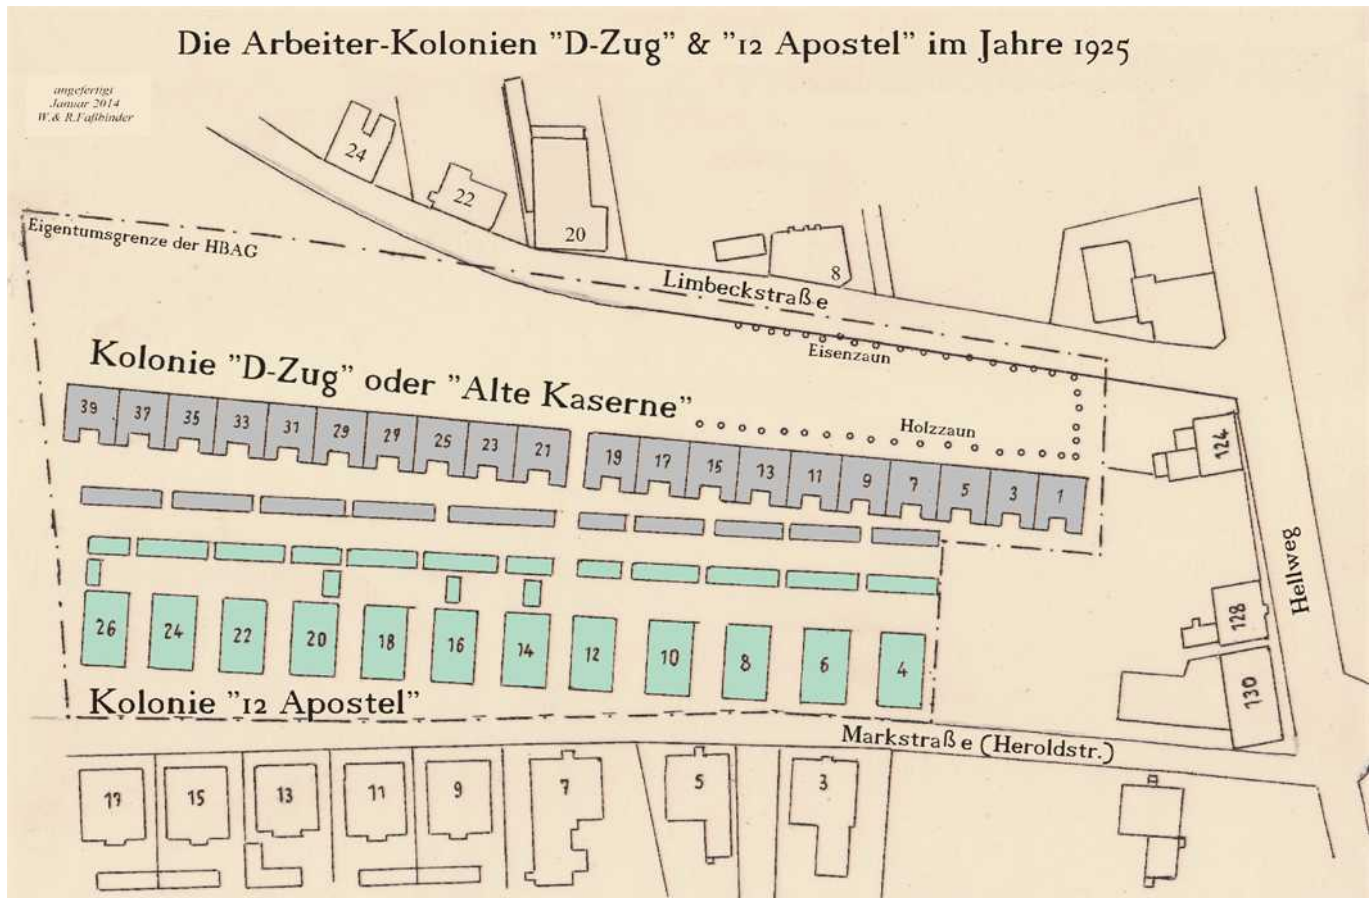 Die Arbeiter-Kolonien "D-Zug" & "12 Apostel" im Jahre 1925
angefertigt
Januar 2014
W. & R. Faßbinder
24
22
20
8
Eigentumsgrenze der HBAG
Limbeckstraße
Eisenzaun
Kolonie "D-Zug" oder "Alte Kaserne"
Holzzaun
39 37 35 33 31 29 27 25 23 21 19 17 15 13 11 9 7 5 3 1
124
Hellweg
128
130
26 24 22 20 18 16 14 12 10 8 6 4
Kolonie "12 Apostel"
Markstraße (Heroldstr.)
17 15 13 11 9 7 5 3